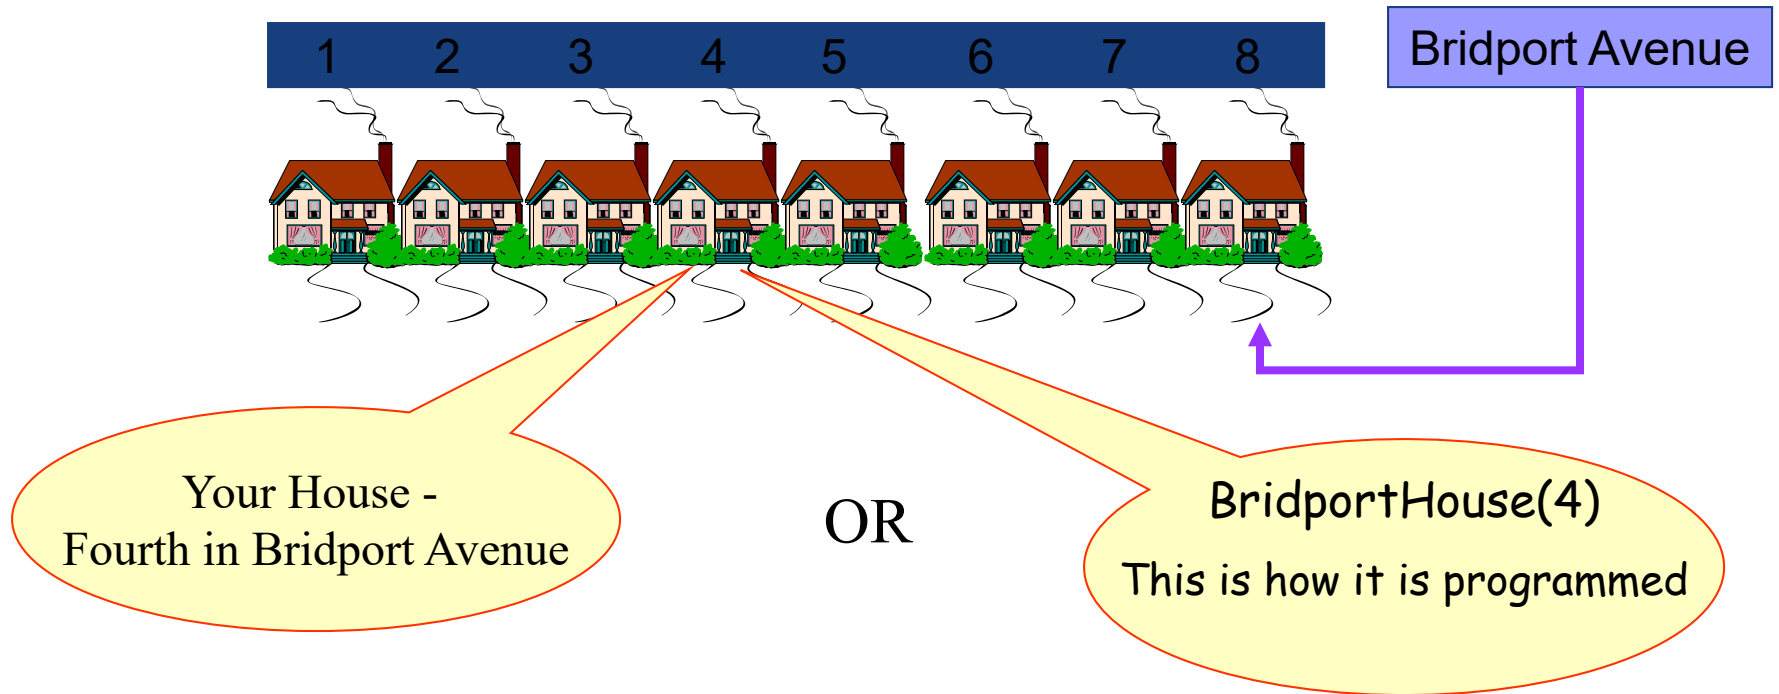 1 2 3 4 5 6 7 8
Bridport Avenue
Your House -
Fourth in Bridport Avenue
OR
BridportHouse(4)
This is how it is programmed